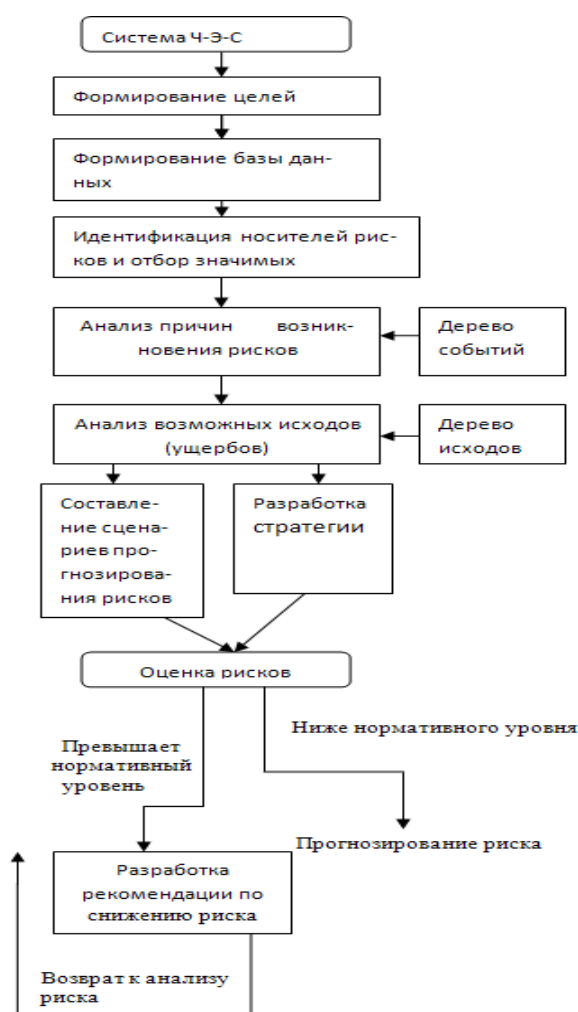 Система Ч-Э-С
Формирование целей
Формирование базы дан-
ных
Идентификация носителей рис-
ков и отбор значимых
Анализ причин возник-
новения рисков
Дерево
событий
Анализ возможных исходов
(ущербов)
Дерево
исходов
Составле-
ние сцена-
риев про-
гнозирова-
ния рисков
Разработка
стратегии
Оценка рисков
Превышает
нормативный
уровень
Ниже нормативного уровня
Прогнозирование риска
Разработка
рекомендации по
снижению риска
Возврат к анализу
риска